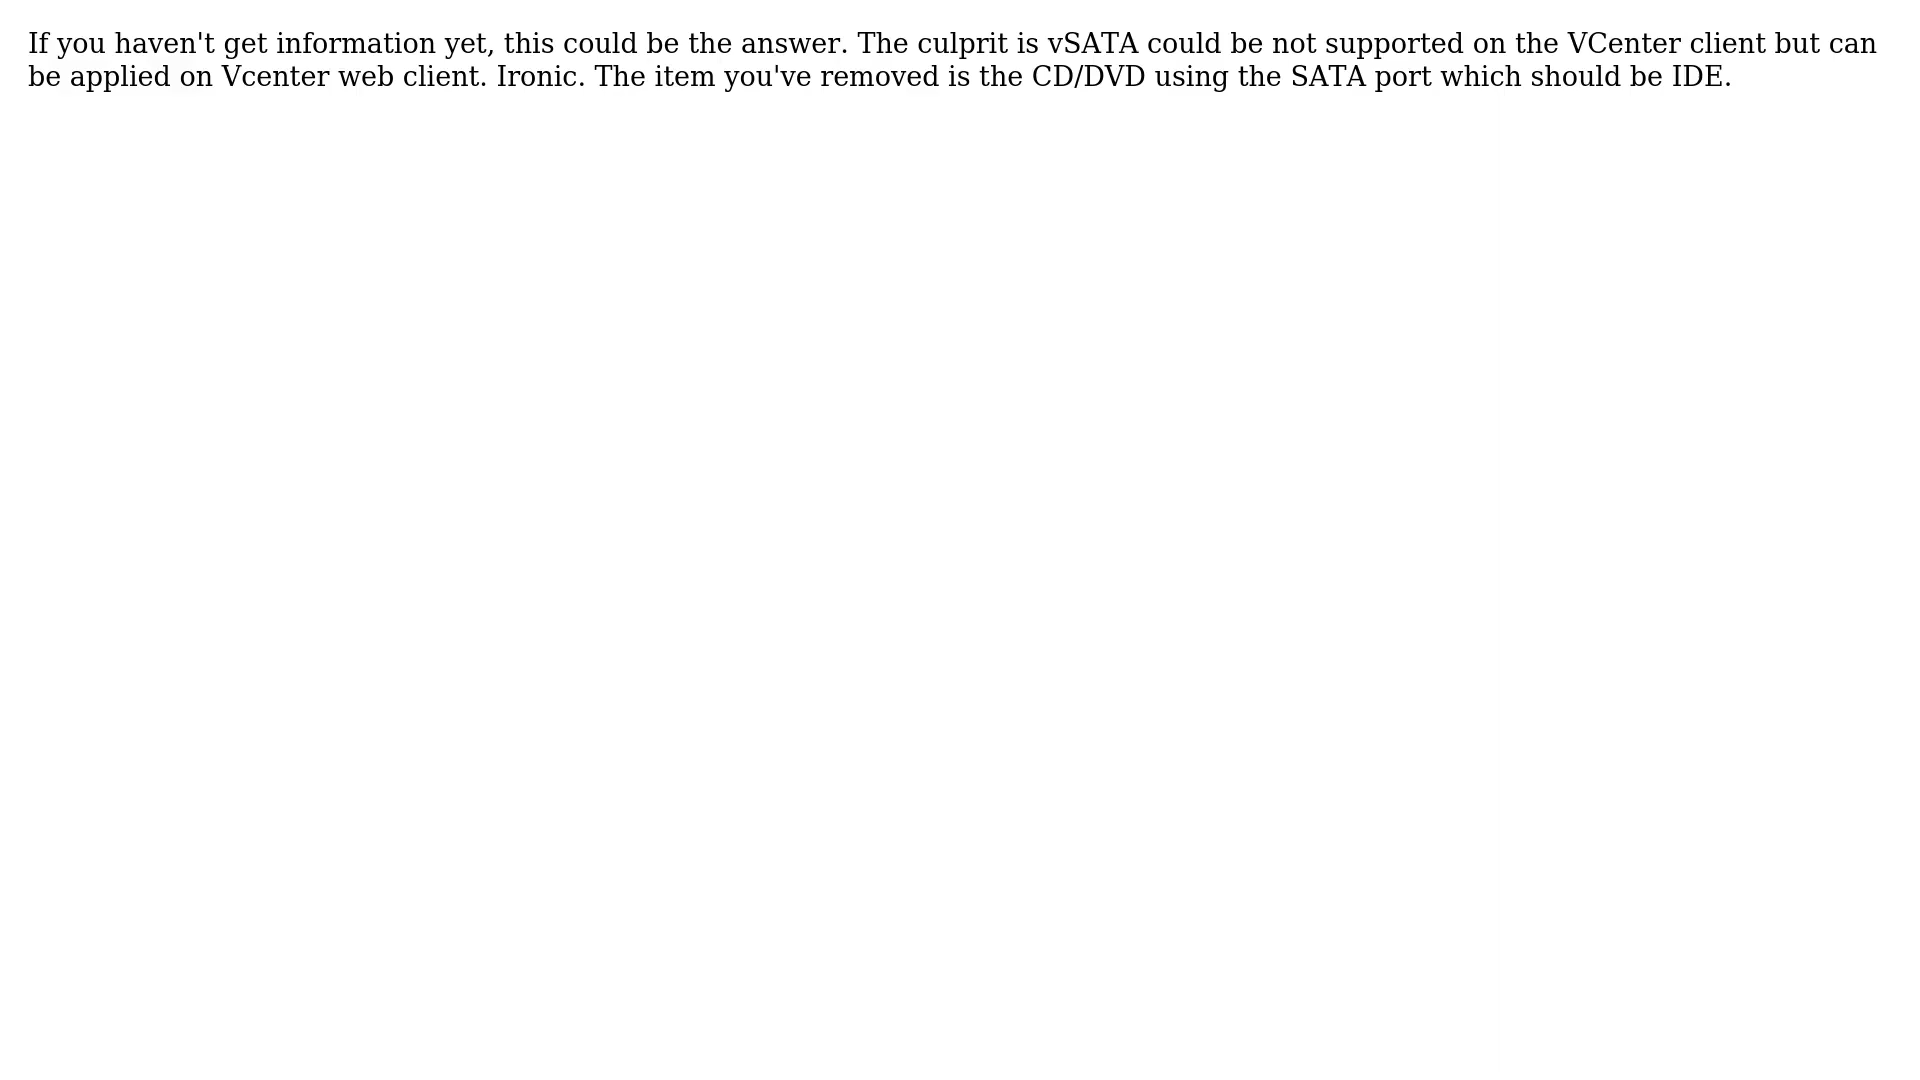 If you haven't get information yet, this could be the answer. The culprit is vSATA could be not supported on the VCenter client but can
be applied on Vcenter web client. Ironic. The item you've removed is the CD/DVD using the SATA port which should be IDE.